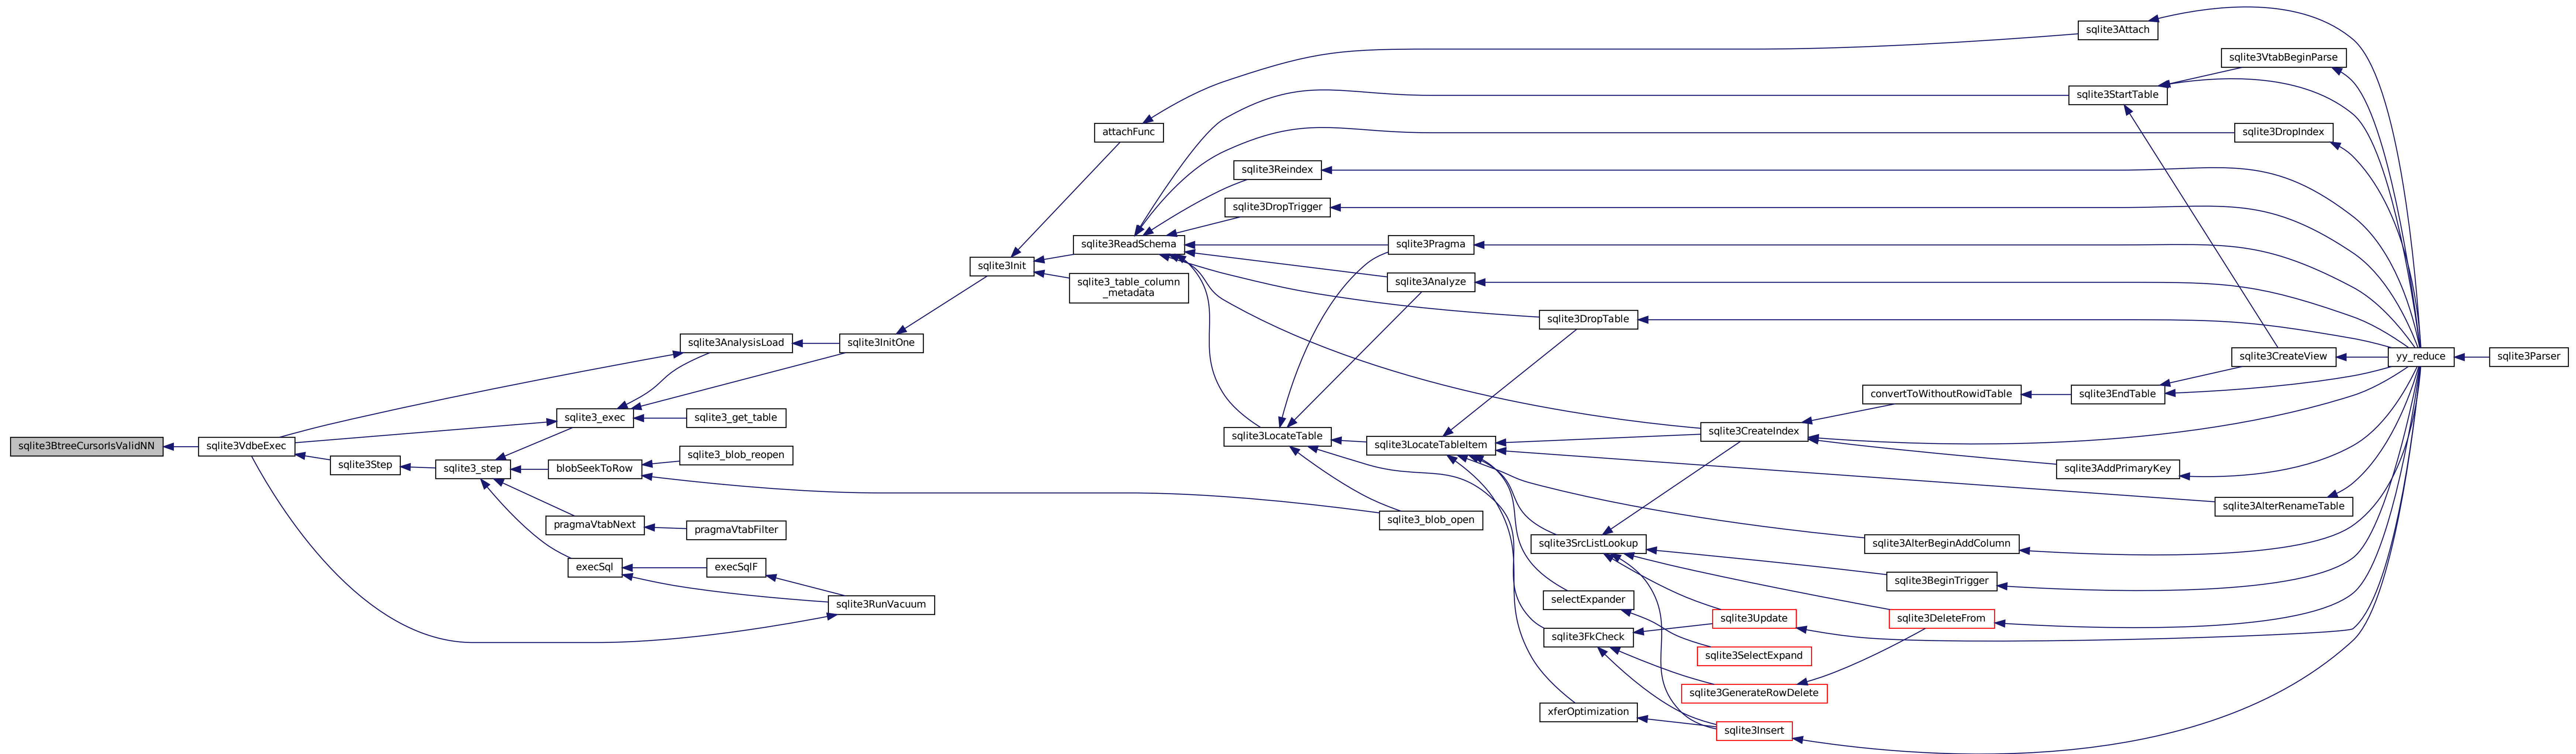 sqlite3Attach
sqlite3VtabBeginParse
sqlite3StartTable
attachFunc
sqlite3DropIndex
sqlite3Reindex
sqlite3DropTrigger
sqlite3ReadSchema
sqlite3Pragma
sqlite3Init
sqlite3_table_column
_metadata
sqlite3Analyze
sqlite3DropTable
sqlite3AnalysisLoad
sqlite3InitOne
sqlite3CreateView
yy_reduce
sqlite3Parser
convertToWithoutRowidTable
sqlite3EndTable
sqlite3_exec
sqlite3_get_table
sqlite3BtreeCursorIsValidNN
sqlite3VdbeExec
sqlite3LocateTable
sqlite3LocateTableItem
sqlite3CreateIndex
sqlite3_blob_reopen
sqlite3Step
sqlite3_step
blobSeekToRow
sqlite3AddPrimaryKey
sqlite3AlterRenameTable
pragmaVtabNext
pragmaVtabFilter
sqlite3_blob_open
sqlite3SrcListLookup
sqlite3AlterBeginAddColumn
execSql
execSqlF
sqlite3BeginTrigger
sqlite3RunVacuum
selectExpander
sqlite3Update
sqlite3DeleteFrom
sqlite3FkCheck
sqlite3SelectExpand
sqlite3GenerateRowDelete
xferOptimization
sqlite3Insert